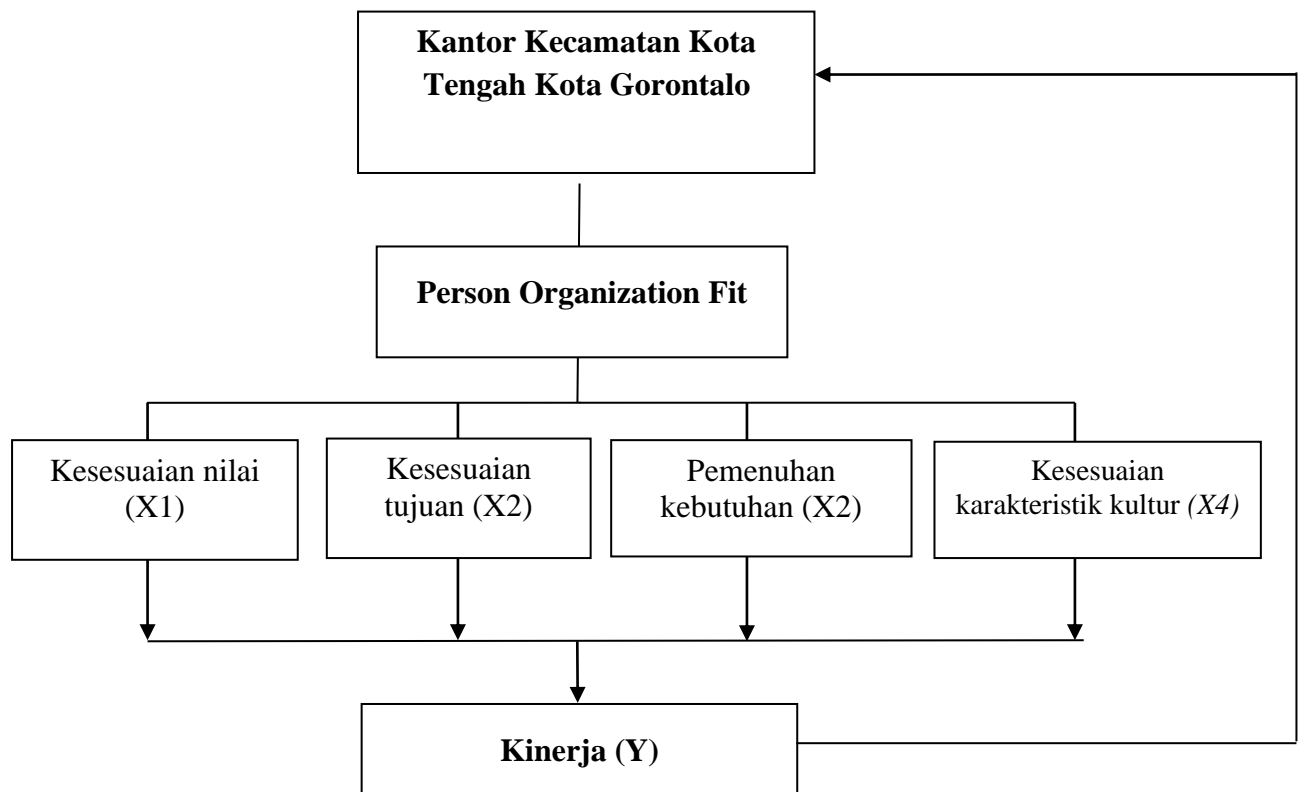 Kantor Kecamatan Kota
Tengah Kota Gorontalo
Person Organization Fit
Kesesuaian nilai
(X1)
Kesesuaian
tujuan (X2)
Pemenuhan
kebutuhan (X2)
Kesesuaian
karakteristik kultur (X4)
Kinerja (Y)